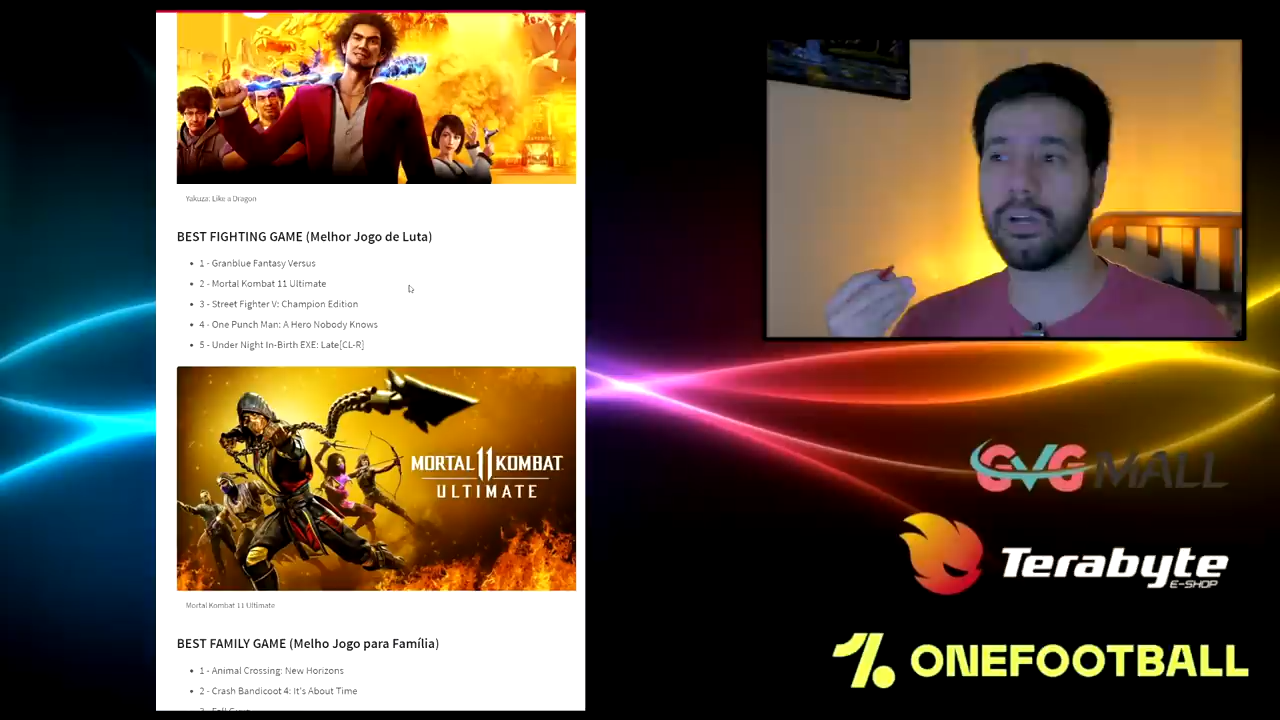 Yakuza: Like a Dragon
BEST FIGHTING GAME (Melhor Jogo de Luta)
1 - Granblue Fantasy Versus
2 - Mortal Kombat 11 Ultimate
3 - Street Fighter V: Champion Edition
4 - One Punch Man: A Hero Nobody Knows
5 - Under Night In-Birth EXE: Late[CL-R]
MORTAL 11 KOMBAT
ULTIMATE
Mortal Kombat 11 Ultimate
BEST FAMILY GAME (Melho Jogo para Família)
1 - Animal Crossing: New Horizons
2 - Crash Bandicoot 4: It's About Time
GVGMALL
Terabyte
E-SHOP
ONEFOOTBALL